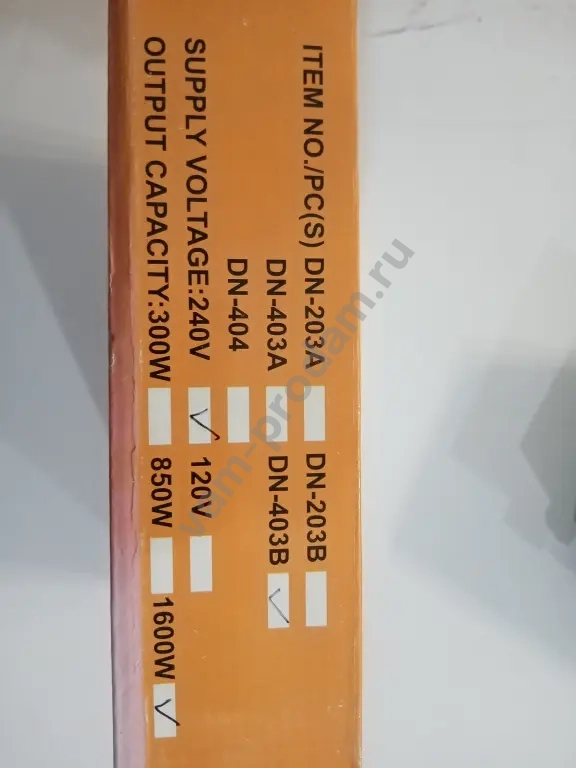 ITEM NO./PC(S) DN-203A DN-203B
DN-403A DN-403B ✓
DN-404
SUPPLY VOLTAGE:240V ✓ 120V
OUTPUT CAPACITY:300W 850W 1600W ✓
vam-prodam.ru